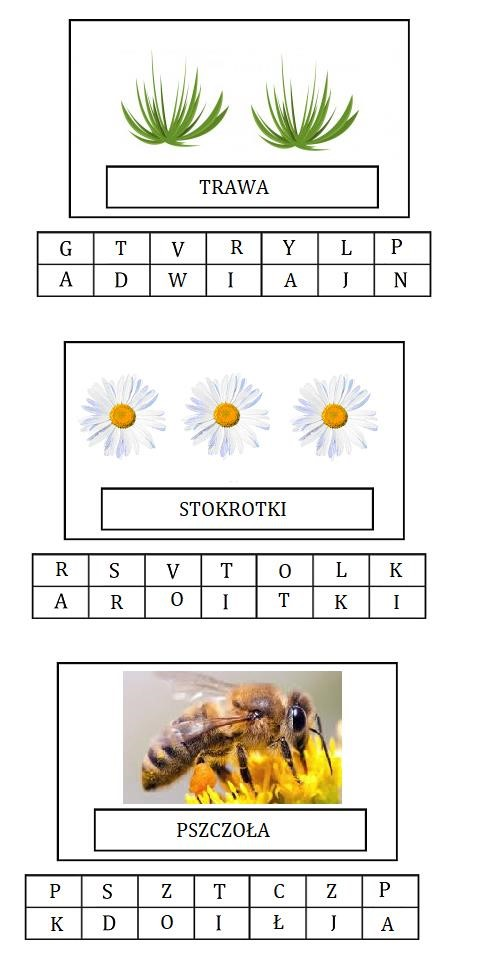 TRAWA
G T V R Y L P
A D W I A J N
STOKROTKI
R S V T O L K
A R O I T K I
PSZCZOŁA
P S Z T C Z P
K D O I Ł J A